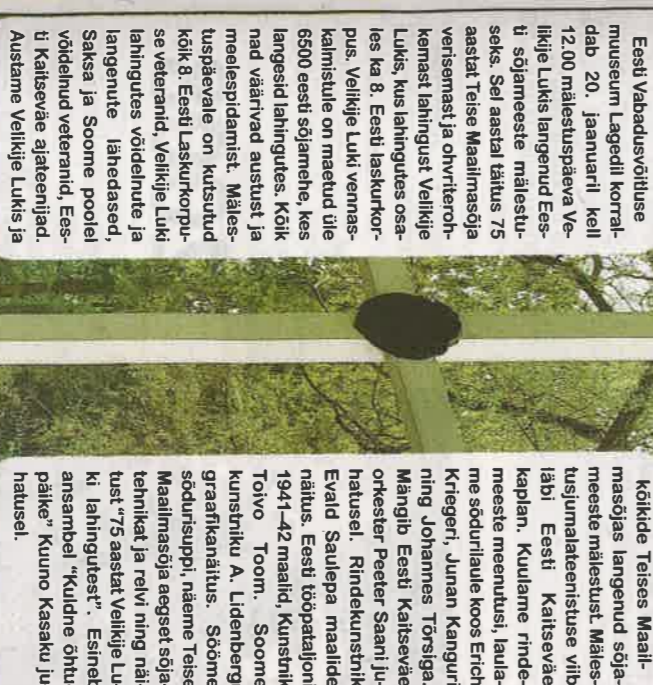 Eesti Vabadusvõitluse
muuseum Lagedil korral-
dab 20. jaanuaril kell
12.00 mälestuspäeva Ve-
likije Lukis langenud Ees-
ti sõjameeste mälestu-
seks. Sel aastal täitus 75
aastat Teise Maailmasõja
verisemast ja ohvriteroh-
kemast lahingust Velikije
Lukis, kus lahingutes osa-
les ka 8. Eesti laskurkor-
pus. Velikije Luki vennas-
kalmistule on maetud üle
6500 eesti sõjamehe, kes
langesid lahingutes. Kõik
nad väärivad austust ja
meelespidamist. Mäles-
tuspäevale on kutsutud
kõik 8. Eesti Laskurkorpu-
se veteranid, Velikije Luki
lahingutes võidelnute ja
langenute lähedased,
Saksa ja Soome poolel
võidelnud veteranid, Ees-
ti Kaitseväe ajateenijad.
Austame Velikije Lukis ja
kõikide Teises Maail-
masõjas langenud sõja-
meeste mälestust. Mäles-
tusjumalateenistuse viib
läbi Eesti Kaitseväe
kaplan. Kuulame rinde-
meeste meenutusi, laula-
me sõdurilaule koos Erich
Kriegeri, Junan Kanguri
ning Johannes Tõrsiga.
Mängib Eesti Kaitseväe
orkester Peeter Saani ju-
hatusel. Rindekunstnik
Evald Saulepa maalide
näitus. Eesti tööpataljoni
1941–42 maalid, Kunstnik
Toivo Toom. Soome
kunstniku A. Lidenberg
graafikanäitus. Sööme
sõdurisuppi, näeme Teise
Maailmasõja aegset sõja-
tehnikat ja relvi ning näi-
tust "75 aastat Velikije Lu-
ki lahingutest". Esineb
ansambel "Kuldne õhtu
päike" Kuuno Kasaku ju-
hatusel.